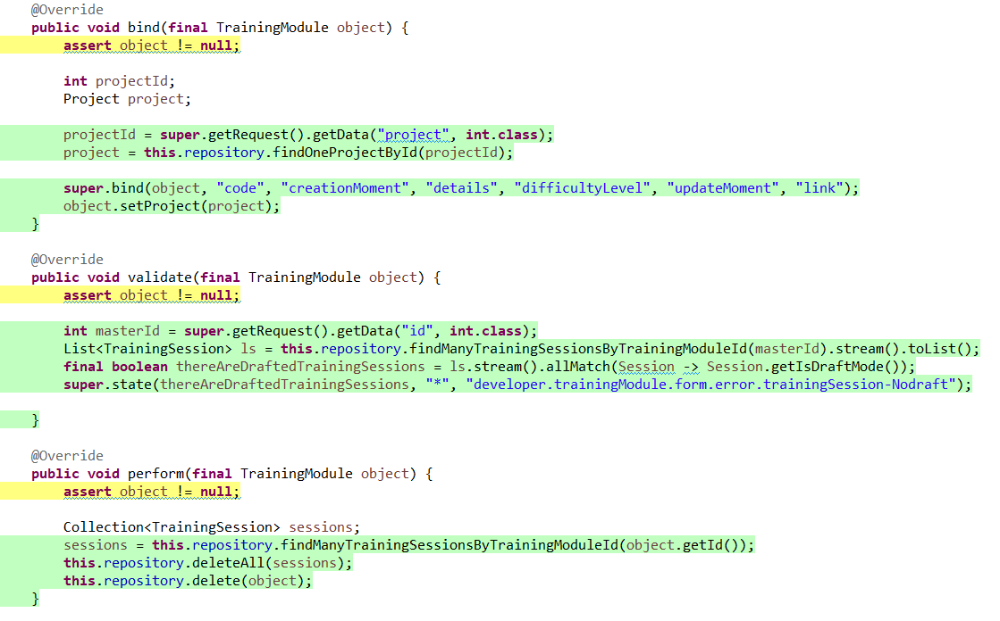 @Override
public void bind(final TrainingModule object) {
assert object != null;
int projectId;
Project project;
projectId = super.getRequest().getData("project", int.class);
project = this.repository.findOneProjectById(projectId);
super.bind(object, "code", "creationMoment", "details", "difficultyLevel", "updateMoment", "link");
object.setProject(project);
}
@Override
public void validate(final TrainingModule object) {
assert object != null;
int masterId = super.getRequest().getData("id", int.class);
List<TrainingSession> ls = this.repository.findManyTrainingSessionsByTrainingModuleId(masterId).stream().toList();
final boolean thereAreDraftedTrainingSessions = ls.stream().allMatch(Session -> Session.getIsDraftMode());
super.state(thereAreDraftedTrainingSessions, "*", "developer.trainingModule.form.error.trainingSession-Nodraft");
}
@Override
public void perform(final TrainingModule object) {
assert object != null;
Collection<TrainingSession> sessions;
sessions = this.repository.findManyTrainingSessionsByTrainingModuleId(object.getId());
this.repository.deleteAll(sessions);
this.repository.delete(object);
}